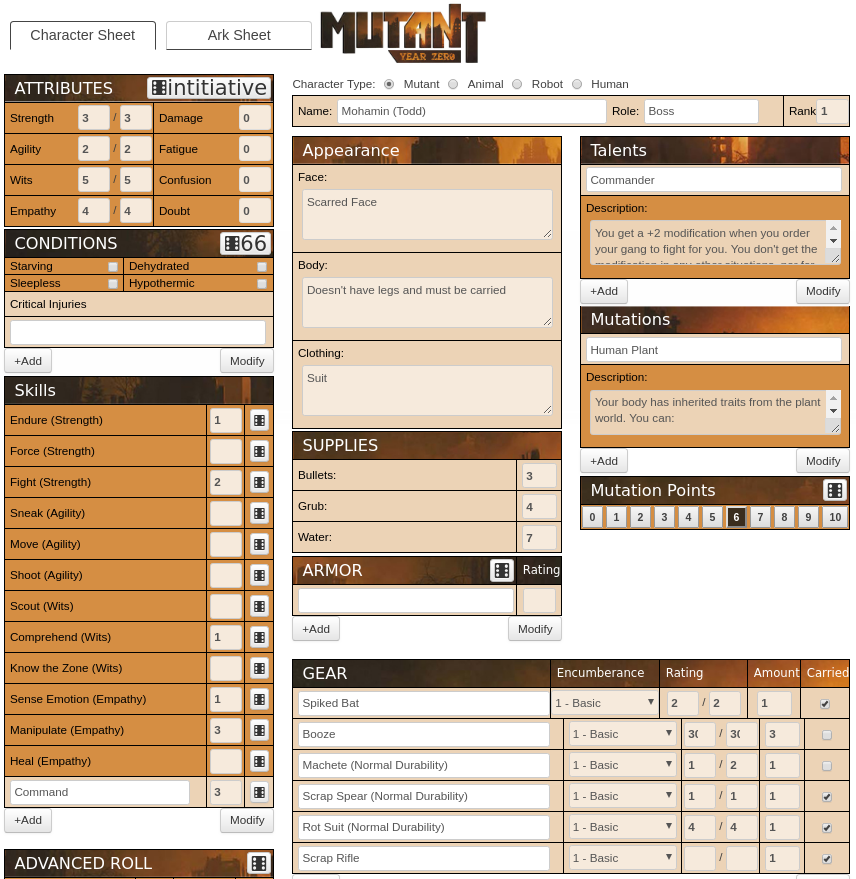 Character Sheet
Ark Sheet
MUTANT
YEAR ZERO
ATTRIBUTES
intitiative
Strength 3 / 3 Damage 0
Agility 2 / 2 Fatigue 0
Wits 5 / 5 Confusion 0
Empathy 4 / 4 Doubt 0
CONDITIONS
66
Starving Dehydrated
Sleepless Hypothermic
Critical Injuries
+Add Modify
Skills
Endure (Strength) 1
Force (Strength)
Fight (Strength) 2
Sneak (Agility)
Move (Agility)
Shoot (Agility)
Scout (Wits)
Comprehend (Wits) 1
Know the Zone (Wits)
Sense Emotion (Empathy) 1
Manipulate (Empathy) 3
Heal (Empathy)
Command 3
+Add Modify
ADVANCED ROLL
Character Type: Mutant Animal Robot Human
Name: Mohamin (Todd) Role: Boss Rank 1
Appearance
Face:
Scarred Face
Body:
Doesn't have legs and must be carried
Clothing:
Suit
SUPPLIES
Bullets: 3
Grub: 4
Water: 7
ARMOR Rating
+Add Modify
Talents
Commander
Description:
You get a +2 modification when you order
your gang to fight for you. You don't get the
+Add Modify
Mutations
Human Plant
Description:
Your body has inherited traits from the plant
world. You can:
+Add Modify
Mutation Points
0 1 2 3 4 5 6 7 8 9 10
GEAR Encumberance Rating Amount Carried
Spiked Bat 1 - Basic 2 / 2 1
Booze 1 - Basic 30 / 30 3
Machete (Normal Durability) 1 - Basic 1 / 2 1
Scrap Spear (Normal Durability) 1 - Basic 1 / 1 1
Rot Suit (Normal Durability) 1 - Basic 4 / 4 1
Scrap Rifle 1 - Basic / 1